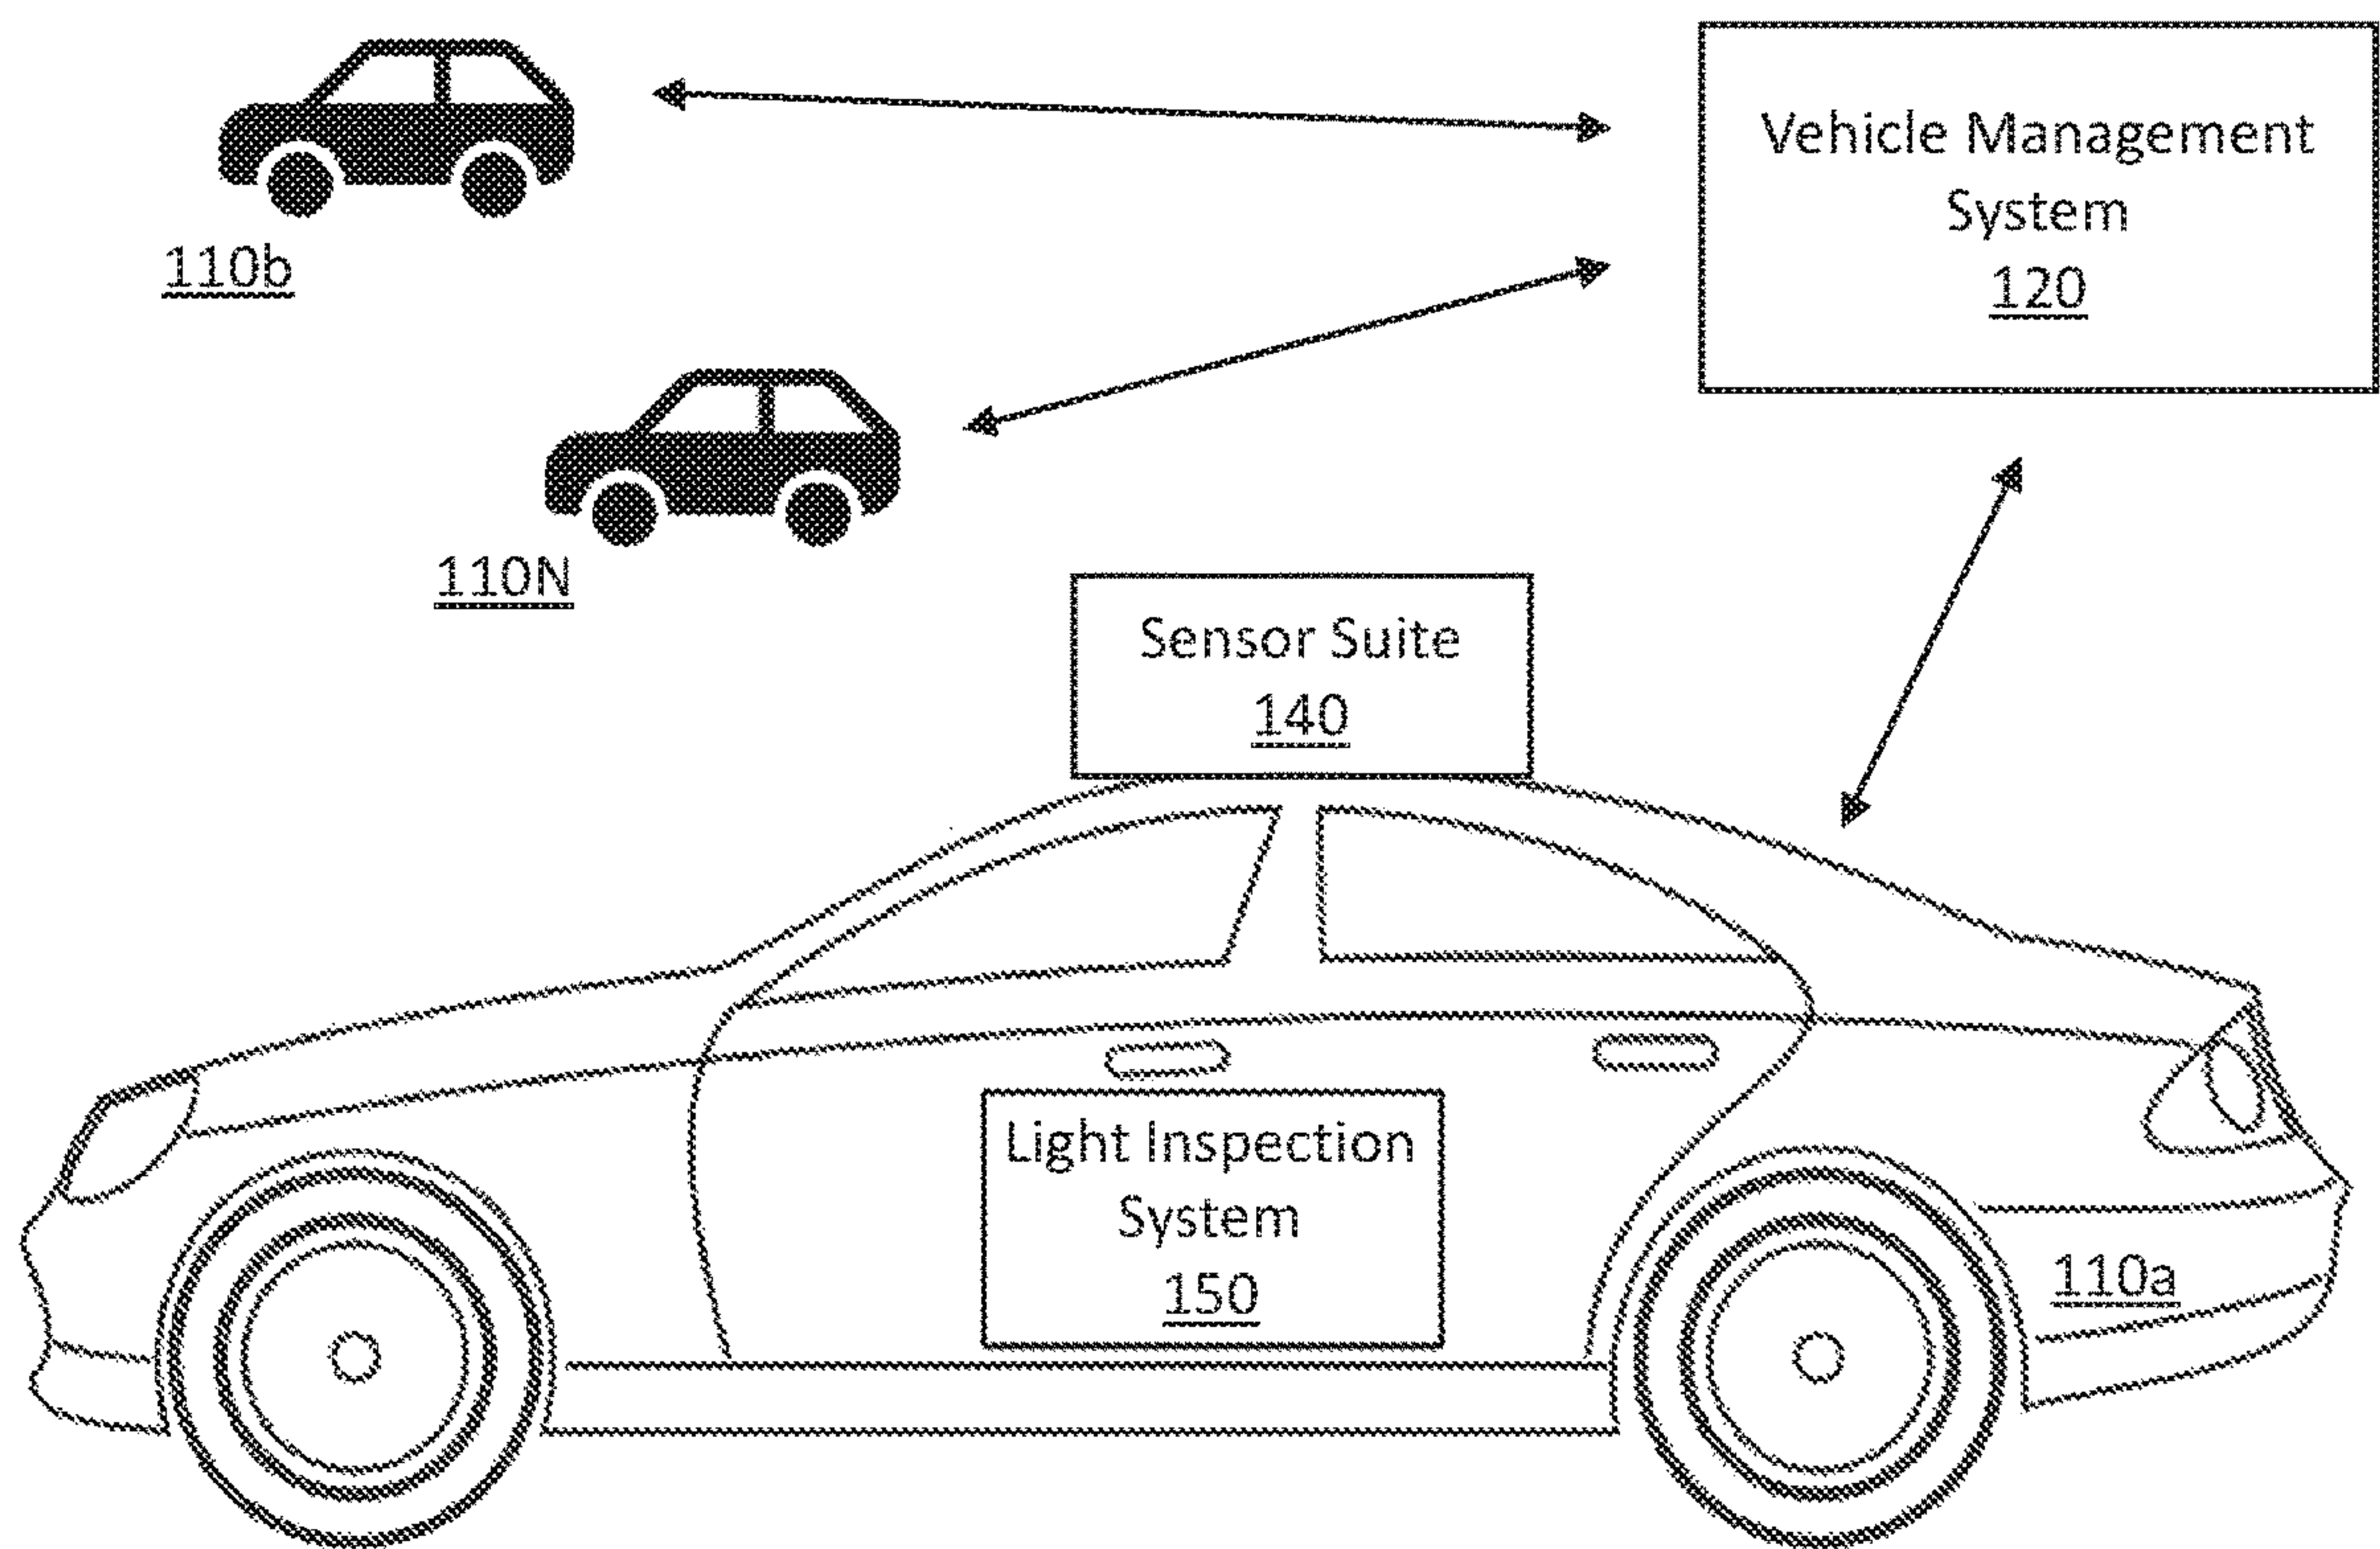 Vehicle Management
System
120
110b
110N
Sensor Suite
140
Light Inspection
System
150
110a